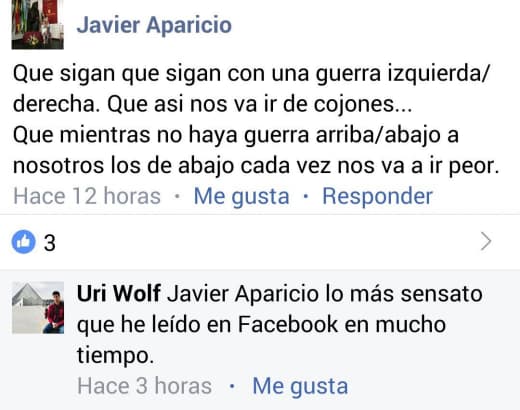 Javier Aparicio
Que sigan que sigan con una guerra izquierda/
derecha. Que asi nos va ir de cojones...
Que mientras no haya guerra arriba/abajo a
nosotros los de abajo cada vez nos va a ir peor.
Hace 12 horas · Me gusta · Responder
3
Uri Wolf Javier Aparicio lo más sensato
que he leído en Facebook en mucho
tiempo.
Hace 3 horas · Me gusta